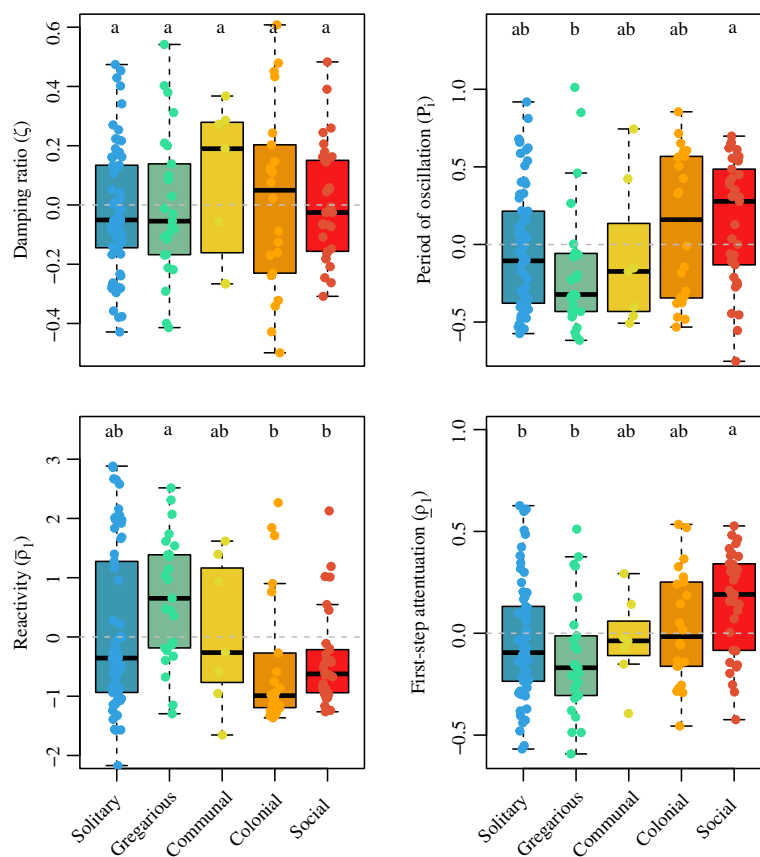 Damping ratio (ζ)
0.6
0.4
0.2
0.0
−0.2
−0.4
a a a a a
Period of oscillation (Pi)
1.0
0.5
0.0
−0.5
ab b ab ab a
Reactivity (ρ̅1)
3
2
1
0
−1
−2
ab a ab b b
Solitary
Gregarious
Communal
Colonial
Social
First-step attentuation (ρ̲1)
1.0
0.5
0.0
−0.5
b b ab ab a
Solitary
Gregarious
Communal
Colonial
Social